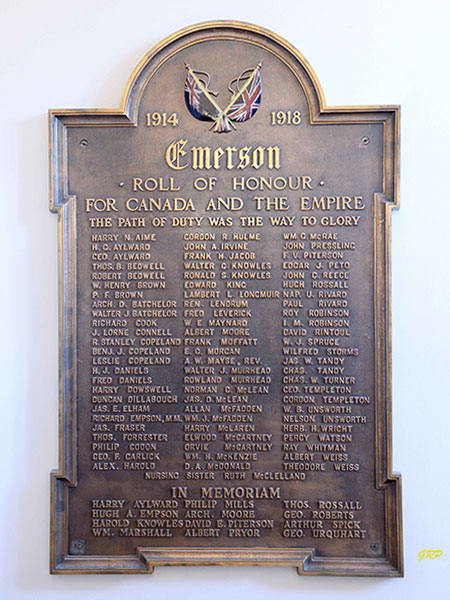 1914 1918
Emerson
· ROLL OF HONOUR ·
FOR CANADA AND THE EMPIRE
THE PATH OF DUTY WAS THE WAY TO GLORY
HARRY N. AIME GORDON R. HULME WM. C. McRAE
H. G. AYLWARD JOHN A. IRVINE JOHN PRESSLING
GEO. AYLWARD FRANK H. JACOB F. V. PITERSON
THOS. B. BEDWELL WALTER C. KNOWLES EDGAR J. PETO
ROBERT BEDWELL RONALD S. KNOWLES JOHN C. REECE
W. HENRY BROWN EDWARD KING HUGH ROSSALL
P. F. BROWN LAMBERT L. LONGMUIR NAP. U. RIVARD
ARCH. D. BATCHELOR REN. LENDRUM PAUL RIVARD
WALTER J. BATCHELOR FRED LEVERICK ROY ROBINSON
RICHARD COOK W. E. MAYNARD E. M. ROBINSON
J. LORNE CONNELL ALBERT MOORE DAVID RINTOUL
R. STANLEY COPELAND FRANK MOFFATT W. J. SPRUCE
BENJ. J. COPELAND E. C. MORGAN WILFRED STORMS
LESLIE COPELAND A. W. MAYSE, REV. JAS. W. TANDY
H. J. DANIELS WALTER J. MUIRHEAD CHAS. TANDY
FRED DANIELS ROWLAND MUIRHEAD CHAS. W. TURNER
HARRY DOWSWELL NORMAN C. McLEAN GEO. TEMPLETON
DUNCAN DILLABOUGH JAS. D. McLEAN GORDON TEMPLETON
JAS. E. ELHAM ALLAN McFADDEN W. B. UNSWORTH
RICHARD EMPSON, M.M. WM. J. McFADDEN NELSON UNSWORTH
JAS. FRASER HARRY McLAREN HERB. H. WRIGHT
THOS. FORRESTER ELWOOD McCARTNEY PERCY WATSON
PHILIP GODON ORVIE McCARTNEY RAY WHITMAN
GEO. F. GARLICK WM. H. McKENZIE ALBERT WEISS
ALEX. HAROLD D. A. McDONALD THEODORE WEISS
NURSING SISTER RUTH McCLELLAND
IN MEMORIAM
HARRY AYLWARD PHILIP MILLS THOS. ROSSALL
HUGH A. EMPSON ARCH. MOORE GEO. ROBERTS
HAROLD KNOWLES DAVID E. PITERSON ARTHUR SPICK
WM. MARSHALL ALBERT PRYOR GEO. URQUHART
GRP